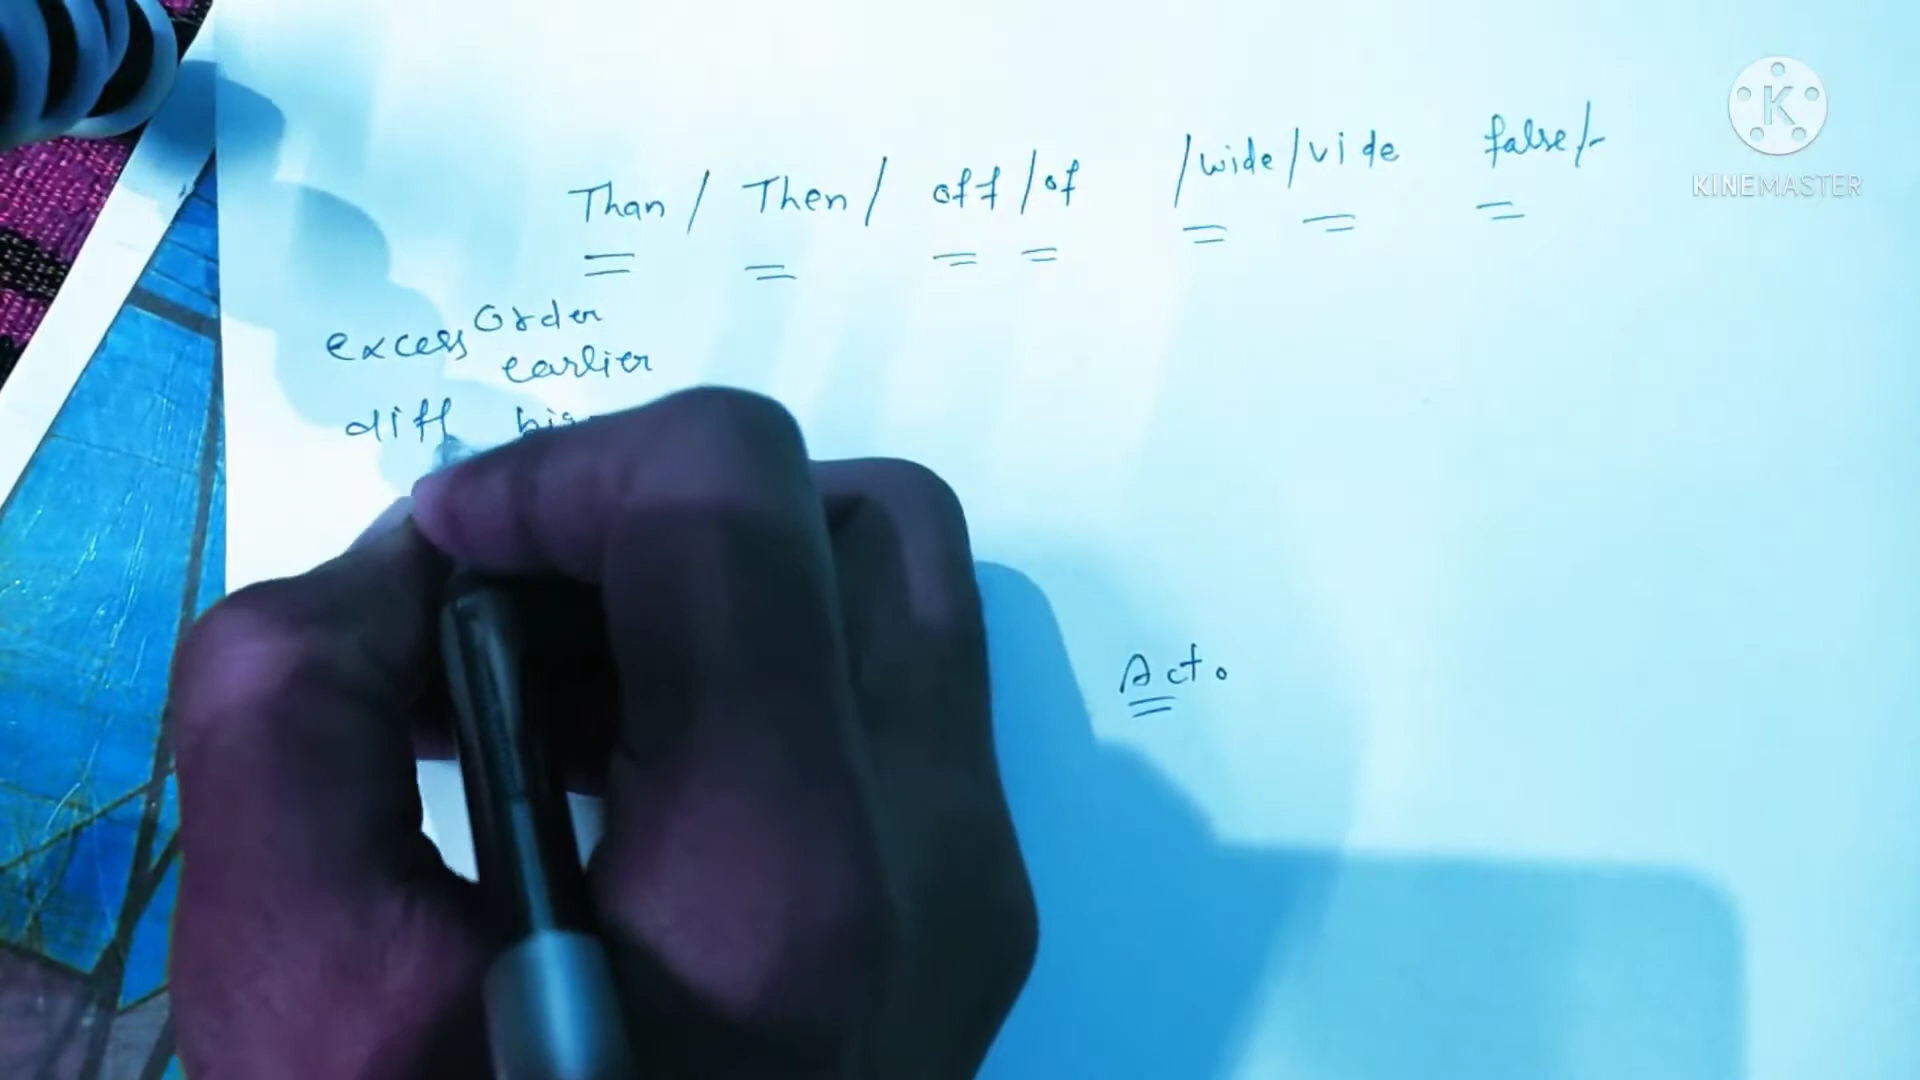 Than / Then / off / of / wide / vide false/-
K
KINEMASTER
excess Order
earlier
diff
Act.